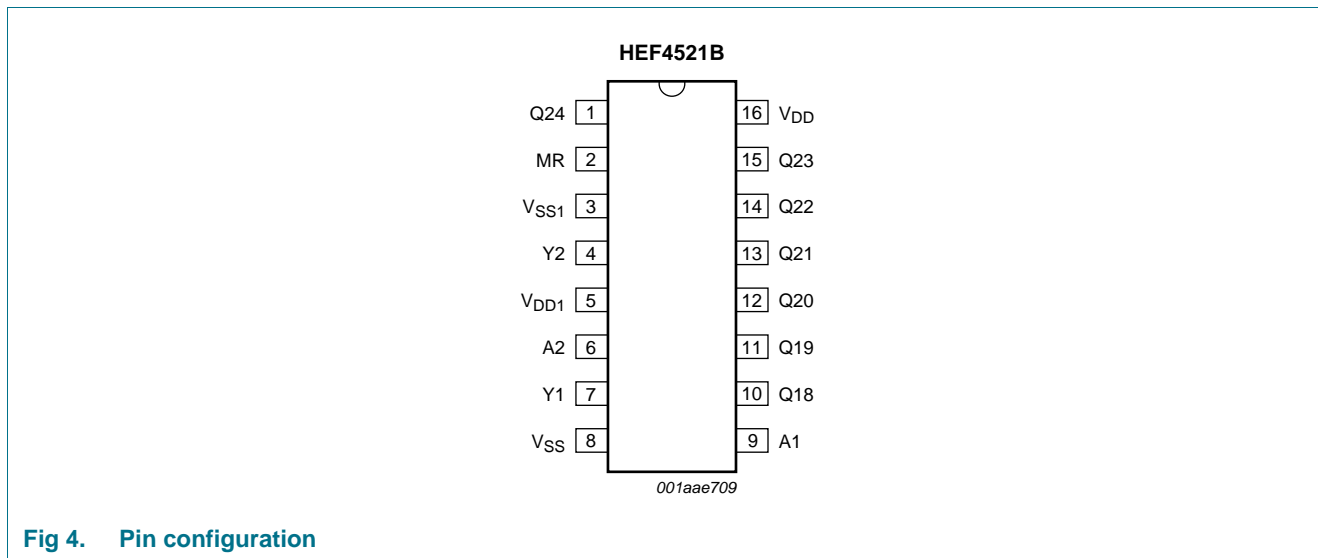 HEF4521B
Q24 1 16 VDD
MR 2 15 Q23
VSS1 3 14 Q22
Y2 4 13 Q21
VDD1 5 12 Q20
A2 6 11 Q19
Y1 7 10 Q18
VSS 8 9 A1
001aae709
Fig 4. Pin configuration